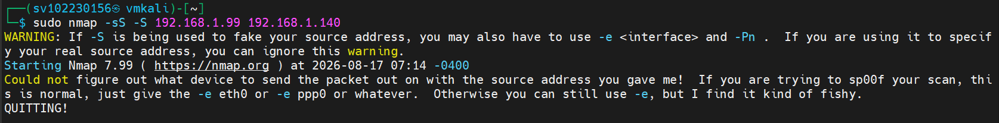 ┌──(sv102230156㉿ vmkali)-[~]
└─$ sudo nmap -sS -S 192.168.1.99 192.168.1.140
WARNING: If -S is being used to fake your source address, you may also have to use -e <interface> and -Pn .  If you are using it to specif
y your real source address, you can ignore this warning.
Starting Nmap 7.99 ( https://nmap.org ) at 2026-08-17 07:14 -0400
Could not figure out what device to send the packet out on with the source address you gave me!  If you are trying to sp00f your scan, thi
s is normal, just give the -e eth0 or -e ppp0 or whatever.  Otherwise you can still use -e, but I find it kind of fishy.
QUITTING!